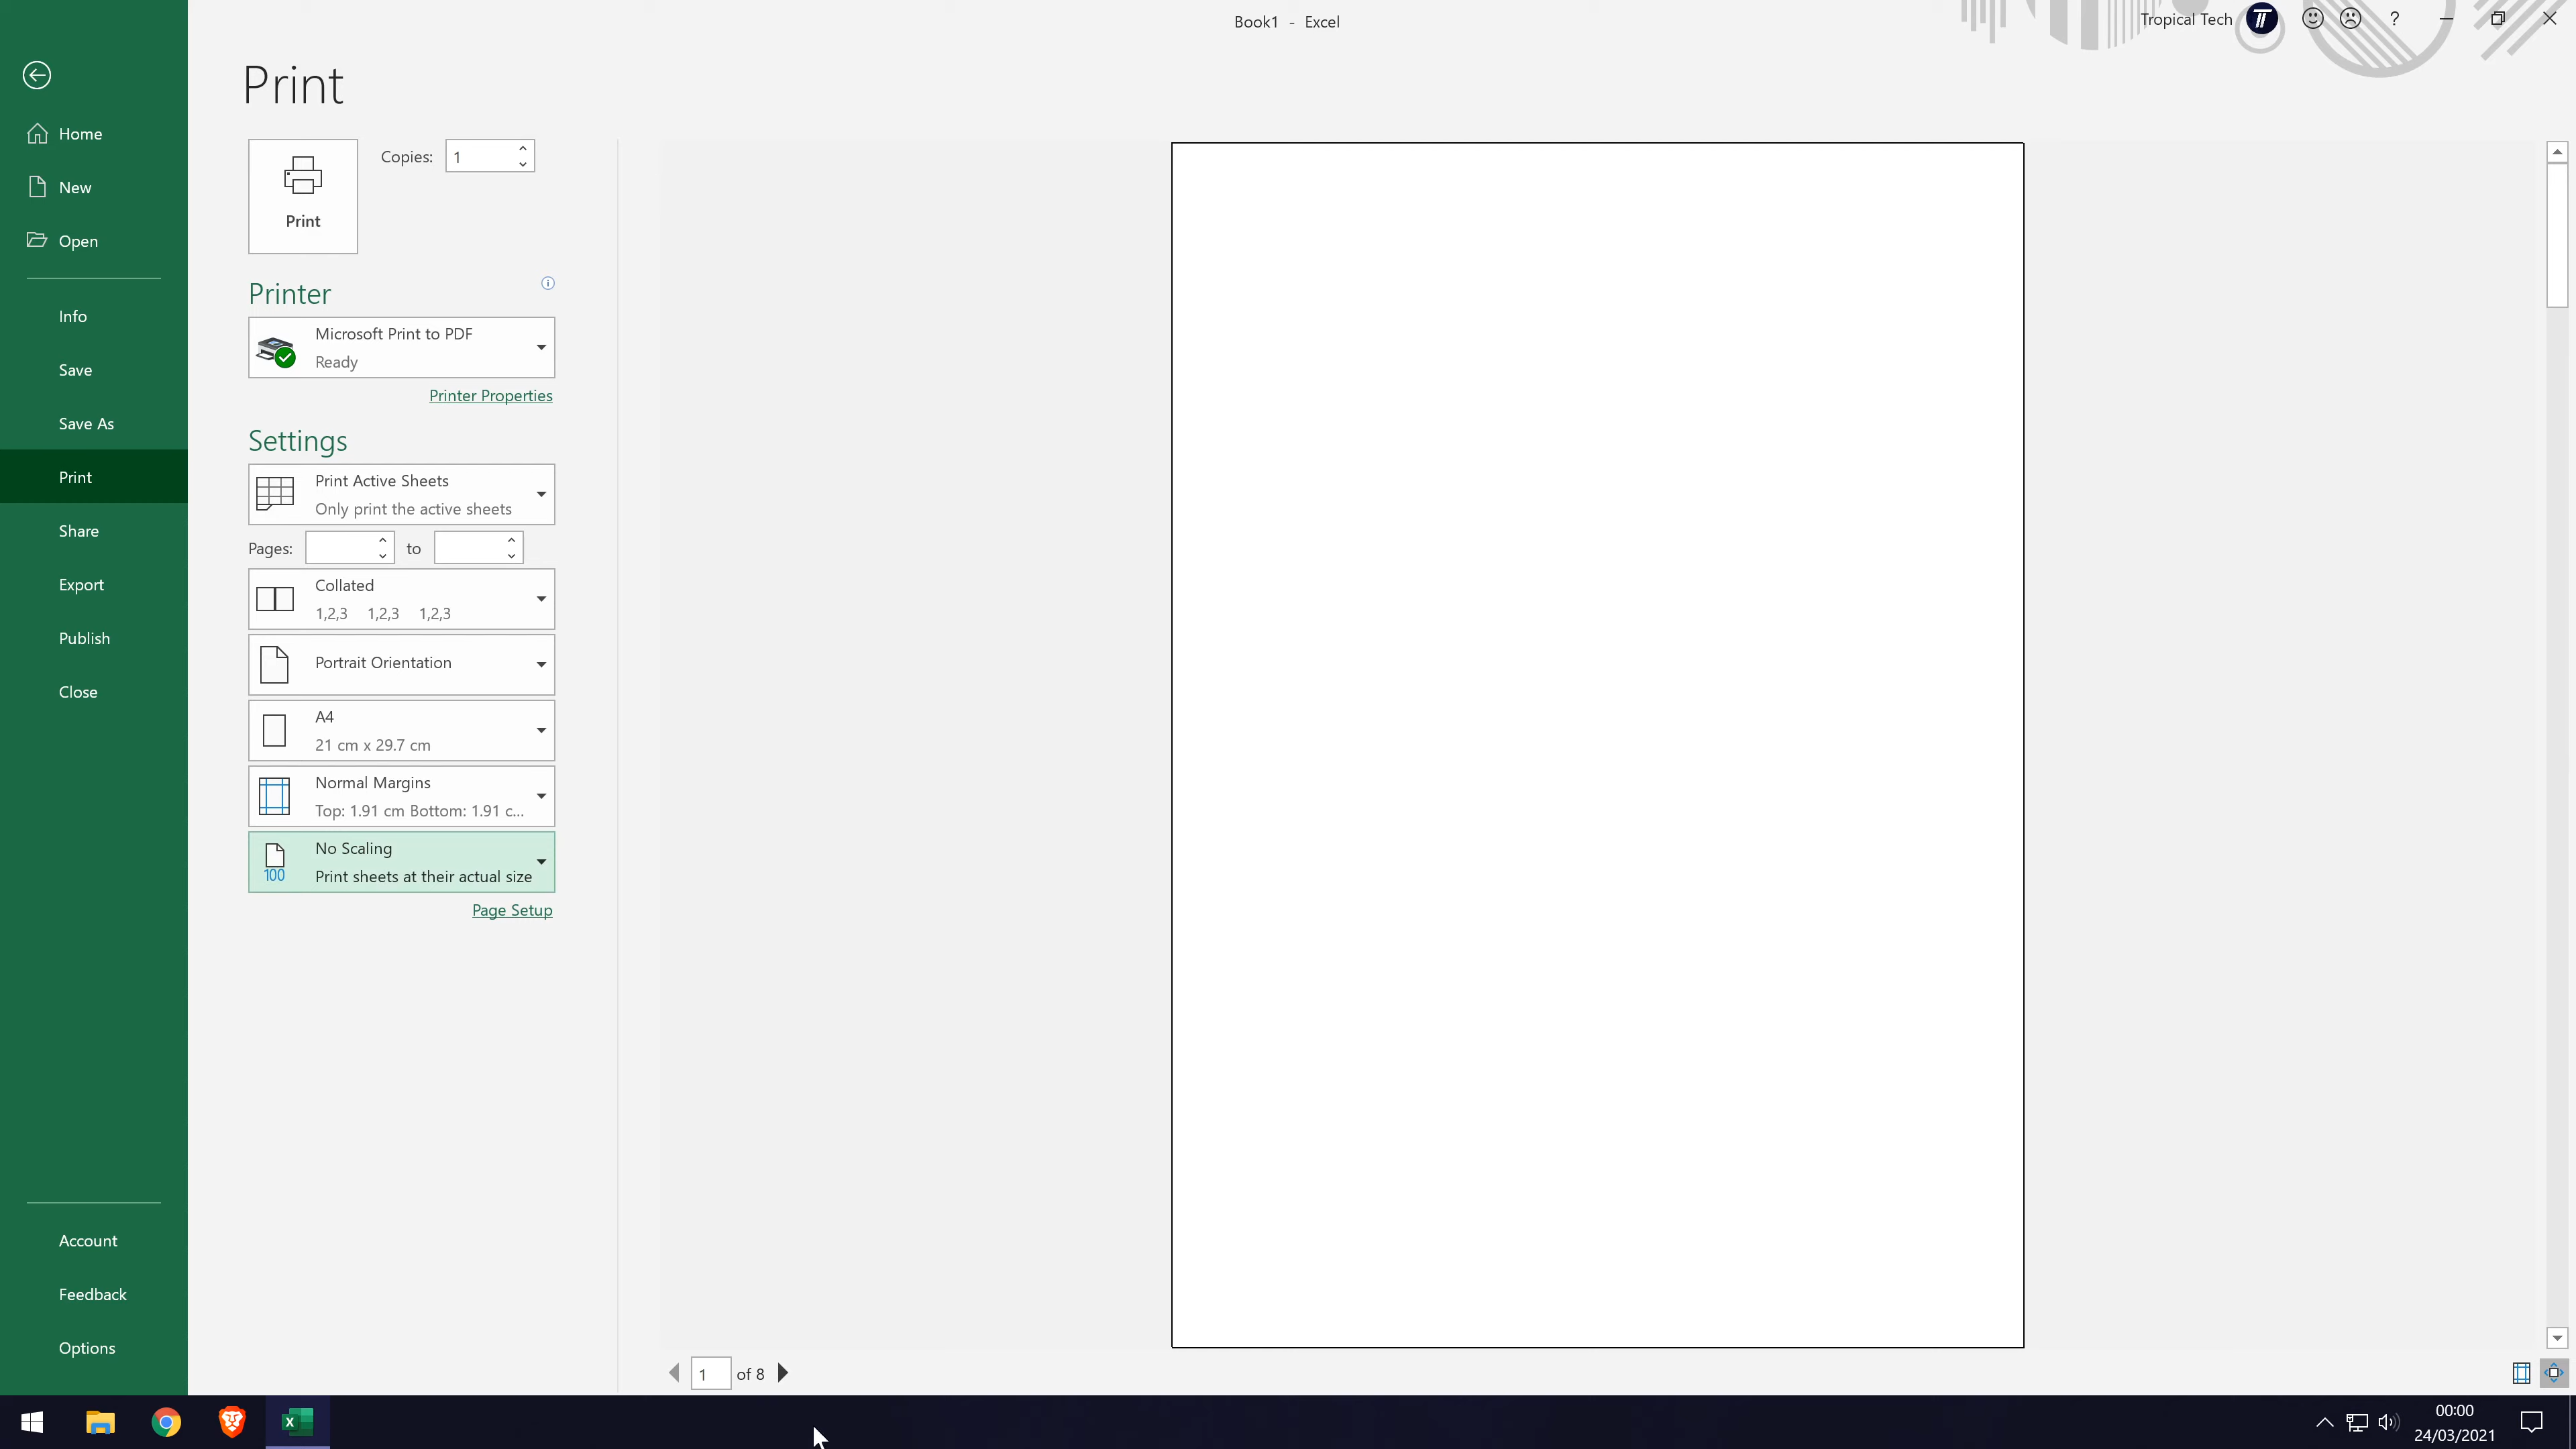 Book1 - Excel
Tropical Tech
?
Home
New
Open
Info
Save
Save As
Print
Share
Export
Publish
Close
Account
Feedback
Options
Print
Print
Copies: 1
Printer
Microsoft Print to PDF
Ready
Printer Properties
Settings
Print Active Sheets
Only print the active sheets
Pages: to
Collated
1,2,3 1,2,3 1,2,3
Portrait Orientation
A4
21 cm x 29.7 cm
Normal Margins
Top: 1.91 cm Bottom: 1.91 c...
100
No Scaling
Print sheets at their actual size
Page Setup
1 of 8
00:00
24/03/2021